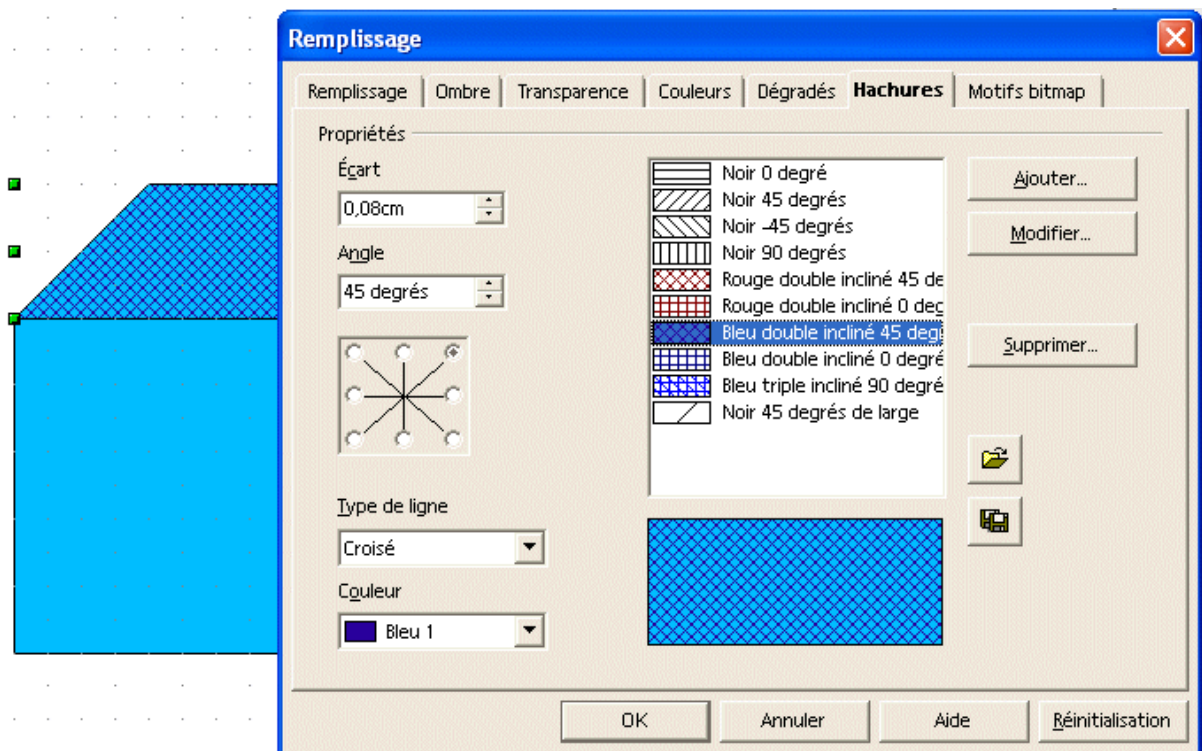 Remplissage
Remplissage Ombre Transparence Couleurs Dégradés Hachures Motifs bitmap
Propriétés
Écart
0,08cm
Angle
45 degrés
Type de ligne
Croisé
Couleur
Bleu 1
Noir 0 degré
Noir 45 degrés
Noir -45 degrés
Noir 90 degrés
Rouge double incliné 45 de
Rouge double incliné 0 deg
Bleu double incliné 45 deg
Bleu double incliné 0 degré
Bleu triple incliné 90 degré
Noir 45 degrés de large
Ajouter...
Modifier...
Supprimer...
OK Annuler Aide Réinitialisation